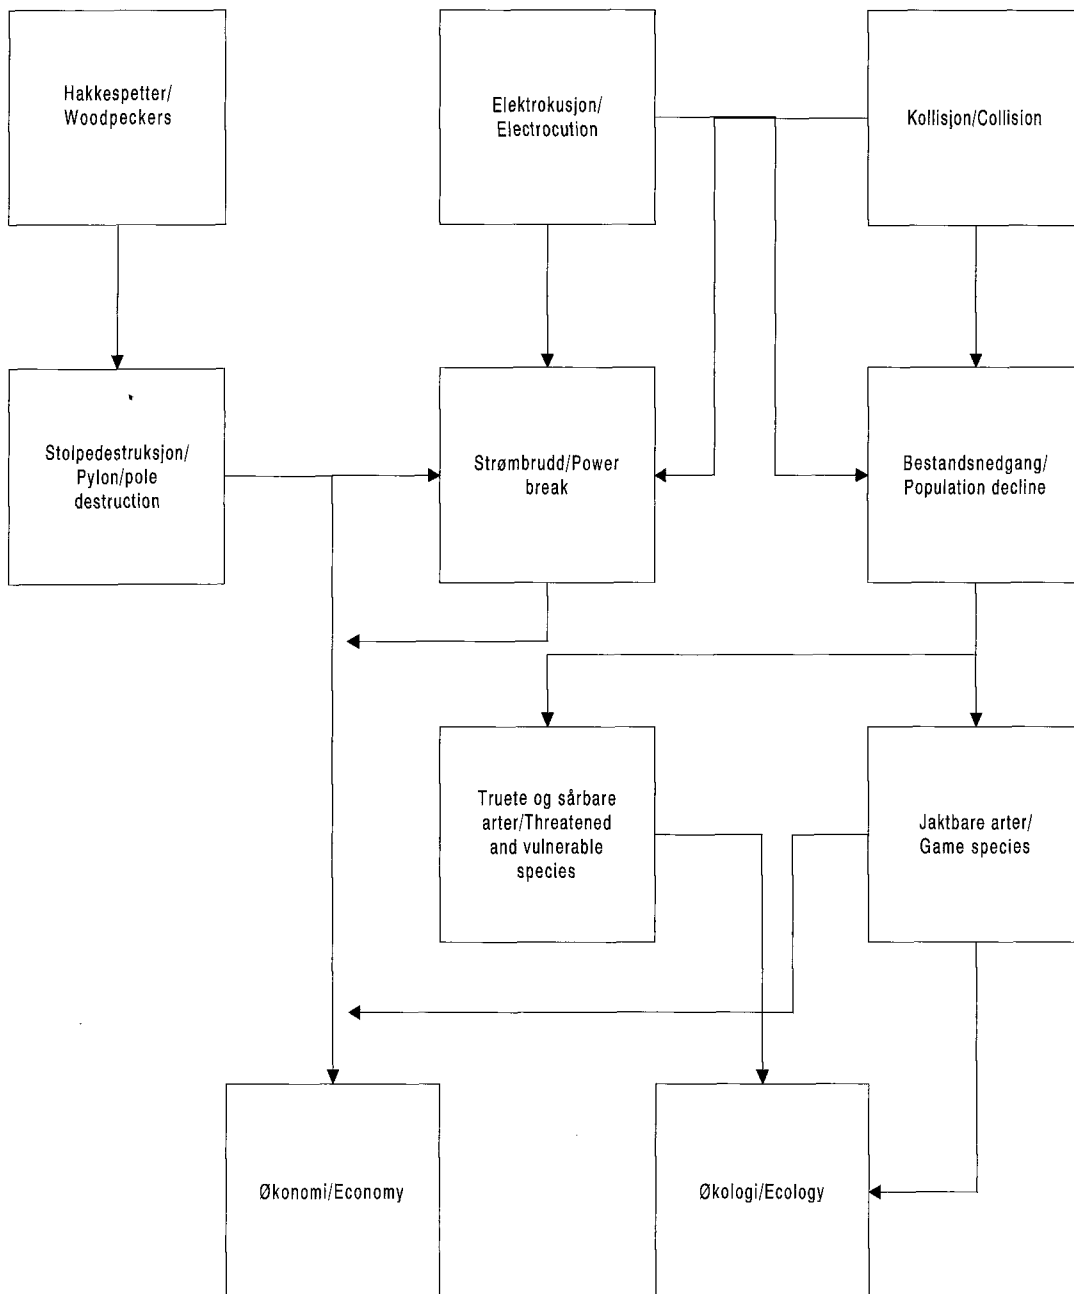 Hakkespetter/
Woodpeckers
Elektrokusjon/
Electrocution
Kollisjon/Collision
Stolpedestruksjon/
Pylon/pole
destruction
Strømbrudd/Power
break
Bestandsnedgang/
Population decline
Truete og sårbare
arter/Threatened
and vulnerable
species
Jaktbare arter/
Game species
Økonomi/Economy
Økologi/Ecology